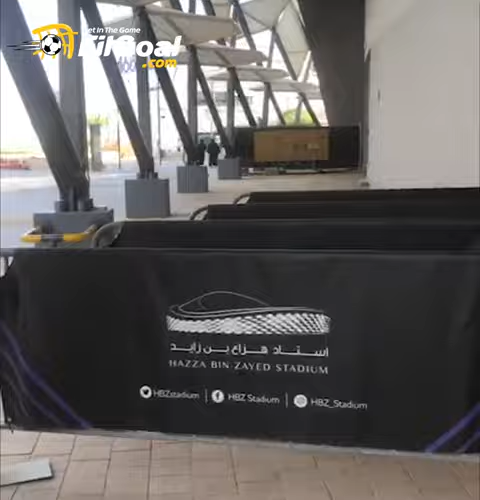 Get In The Game
FilGoal
.com
استاد هزاع بن زايد
HAZZA BIN ZAYED STADIUM
HBZstadium
HBZ Stadium
HBZ_Stadium